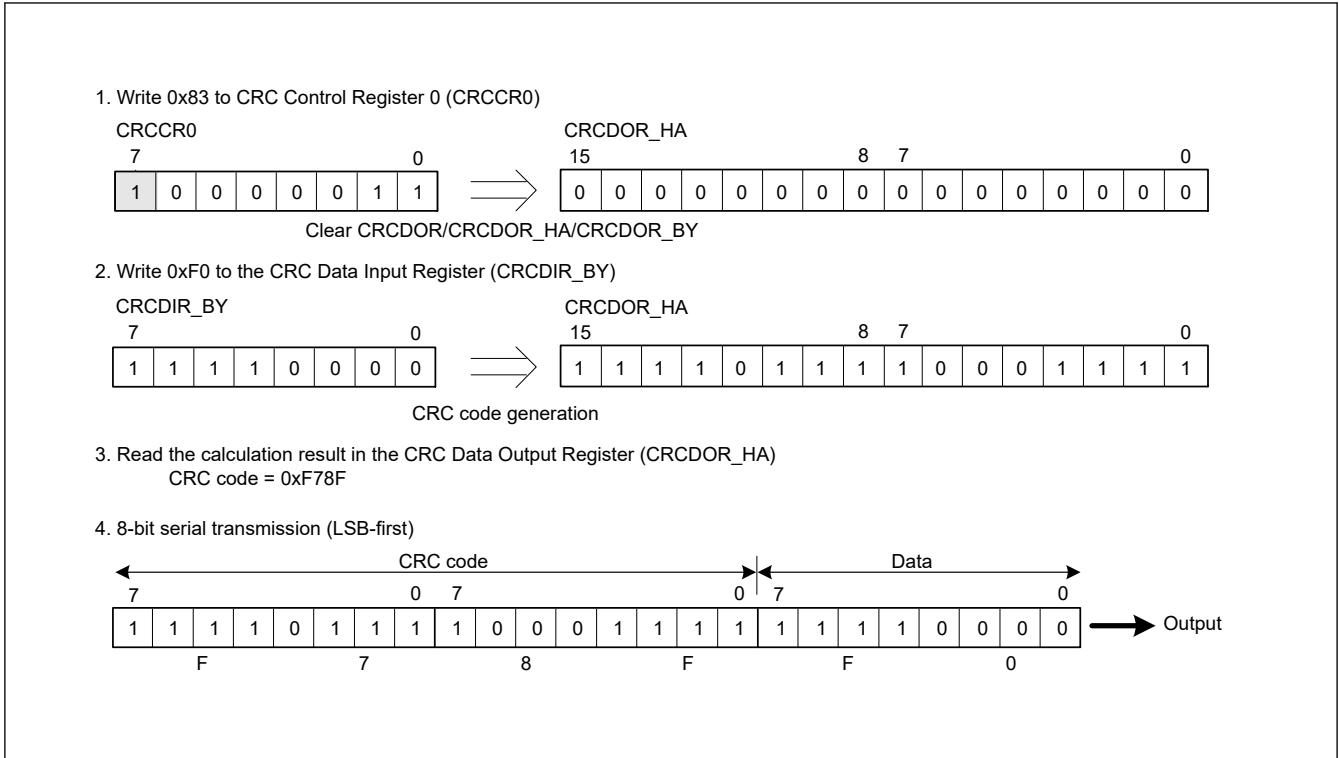 1. Write 0x83 to CRC Control Register 0 (CRCCR0)
CRCCR0 CRCDOR_HA
7 0 15 8 7 0
1 0 0 0 0 0 1 1 0 0 0 0 0 0 0 0 0 0 0 0 0 0 0 0
Clear CRCDOR/CRCDOR_HA/CRCDOR_BY
2. Write 0xF0 to the CRC Data Input Register (CRCDIR_BY)
CRCDIR_BY CRCDOR_HA
7 0 15 8 7 0
1 1 1 1 0 0 0 0 1 1 1 1 0 1 1 1 1 0 0 0 1 1 1 1
CRC code generation
3. Read the calculation result in the CRC Data Output Register (CRCDOR_HA)
CRC code = 0xF78F
4. 8-bit serial transmission (LSB-first)
CRC code Data
7 0 7 0 7 0
1 1 1 1 0 1 1 1 1 0 0 0 1 1 1 1 1 1 1 1 0 0 0 0 Output
F 7 8 F F 0